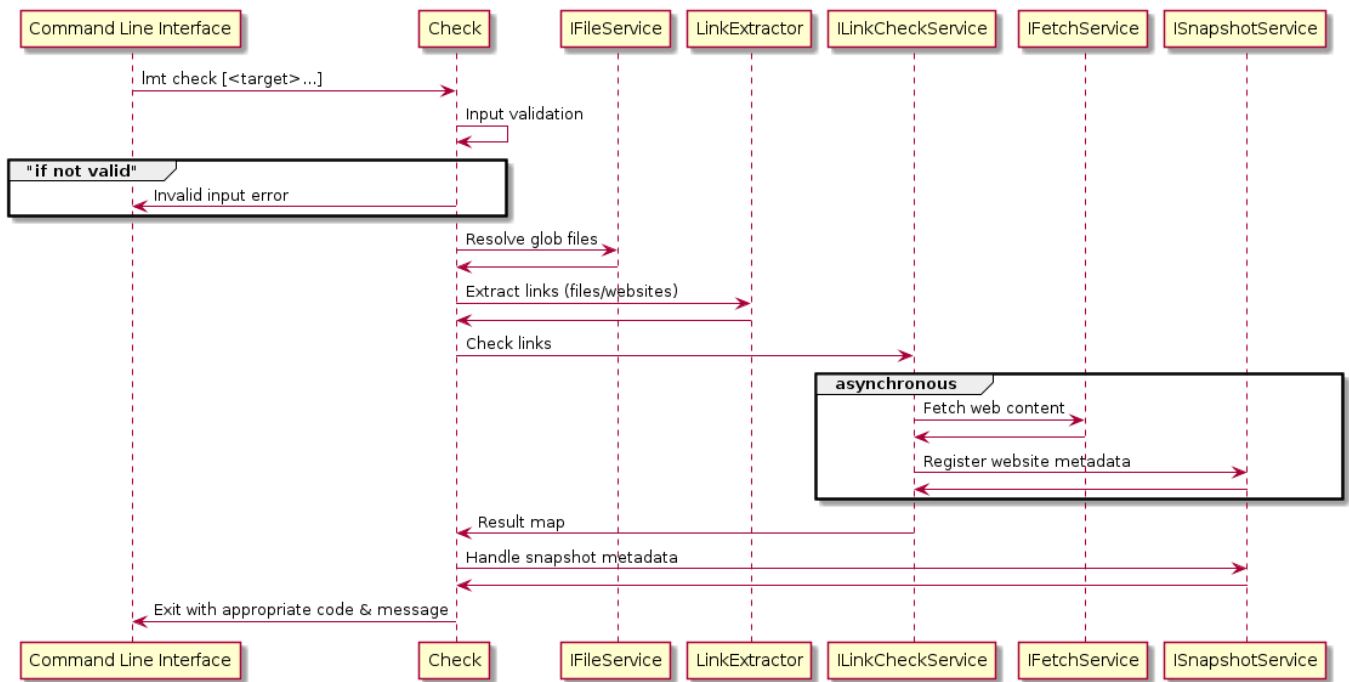 Command Line Interface
Check
IFileService
LinkExtractor
ILinkCheckService
IFetchService
ISnapshotService
lmt check [<target>...]
Input validation
"if not valid"
Invalid input error
Resolve glob files
Extract links (files/websites)
Check links
asynchronous
Fetch web content
Register website metadata
Result map
Handle snapshot metadata
Exit with appropriate code & message
Command Line Interface
Check
IFileService
LinkExtractor
ILinkCheckService
IFetchService
ISnapshotService